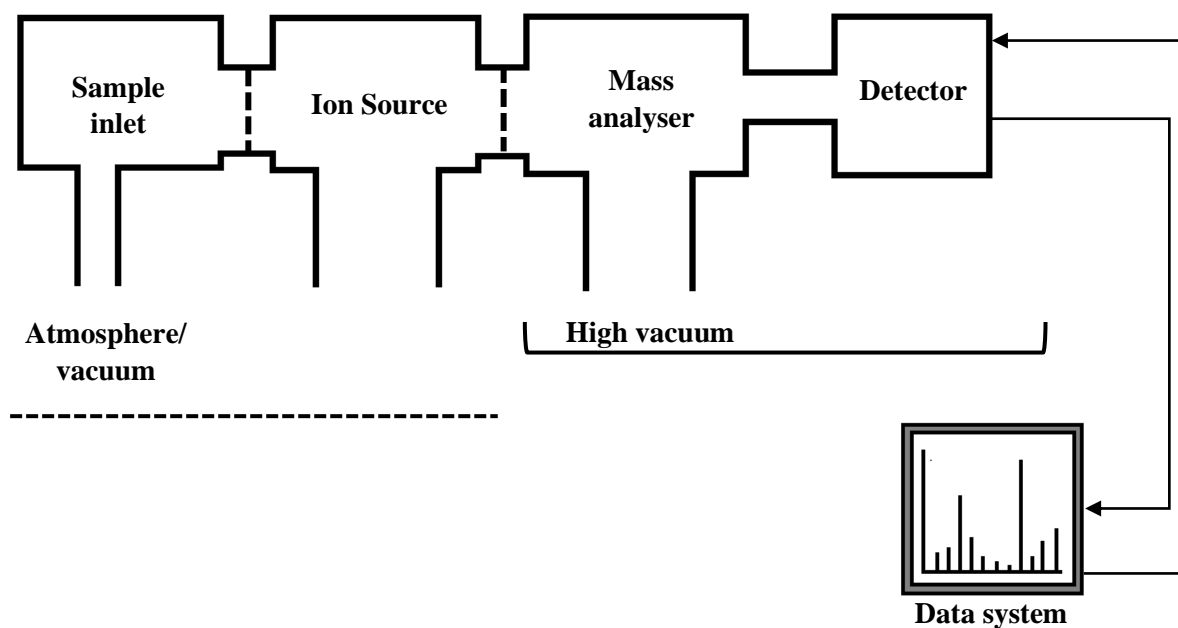 Sample
inlet
Ion Source
Mass
analyser
Detector
Atmosphere/
vacuum
High vacuum
Data system